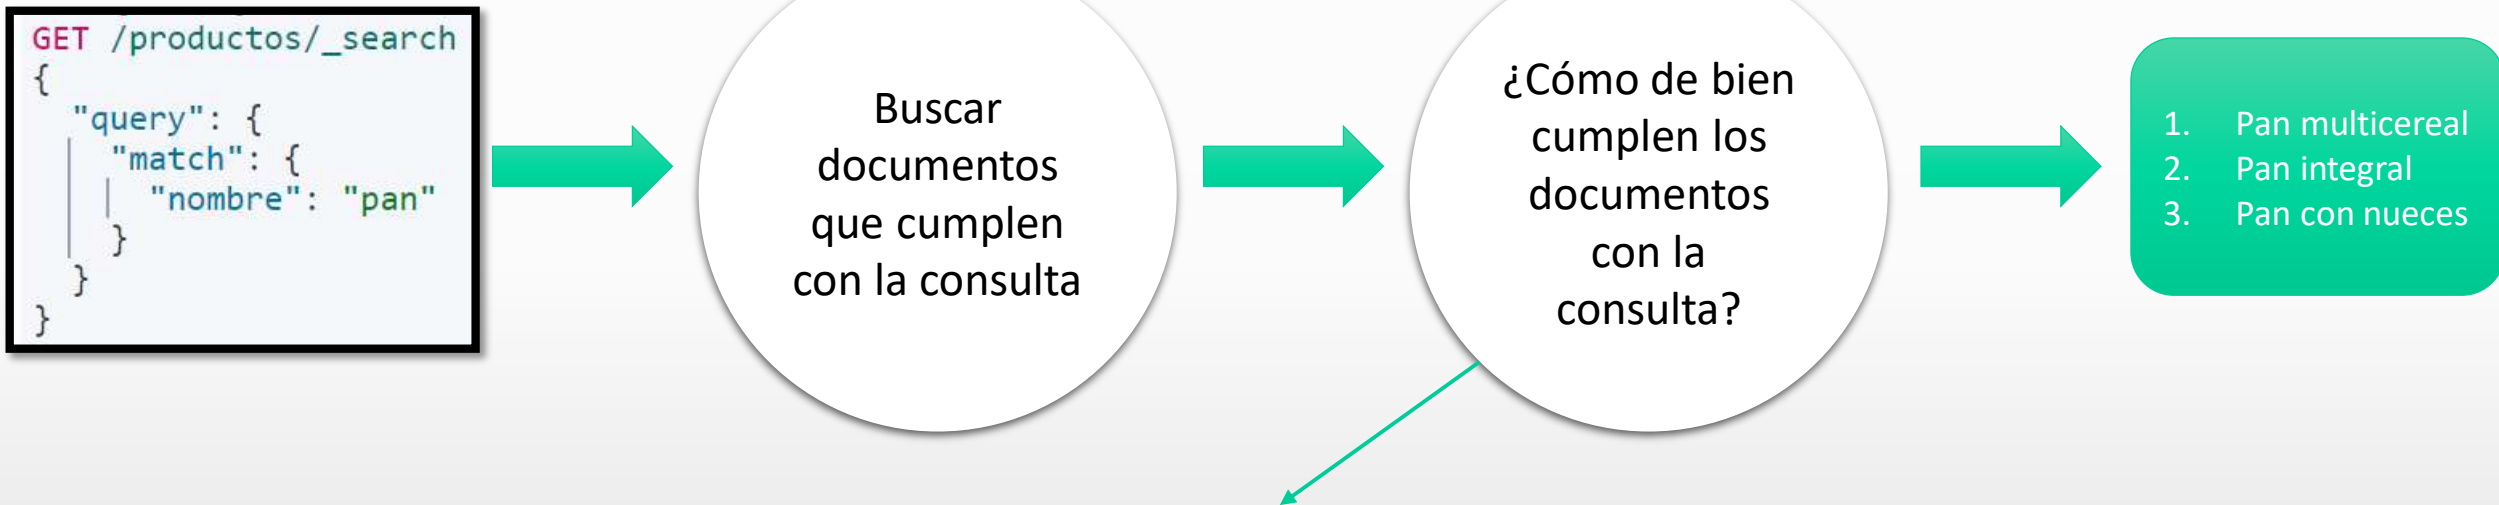 GET /productos/_search
{
"query": {
"match": {
"nombre": "pan"
}
}
}
Buscar
documentos
que cumplen
con la consulta
¿Cómo de bien
cumplen los
documentos
con la
consulta?
1. Pan multicereal
2. Pan integral
3. Pan con nueces